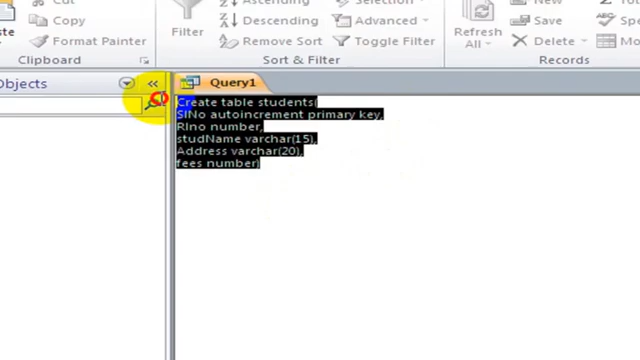 Cut
Copy
Format Painter
Clipboard
Filter
Ascending
Descending
Remove Sort
Selection
Advanced
Toggle Filter
Sort & Filter
Refresh
All
New
Save
Delete
Records
Objects
«
Query1
Create table students(
SlNo autoincrement primary key,
Rlno number,
studName varchar(15),
Address varchar(20),
fees number)